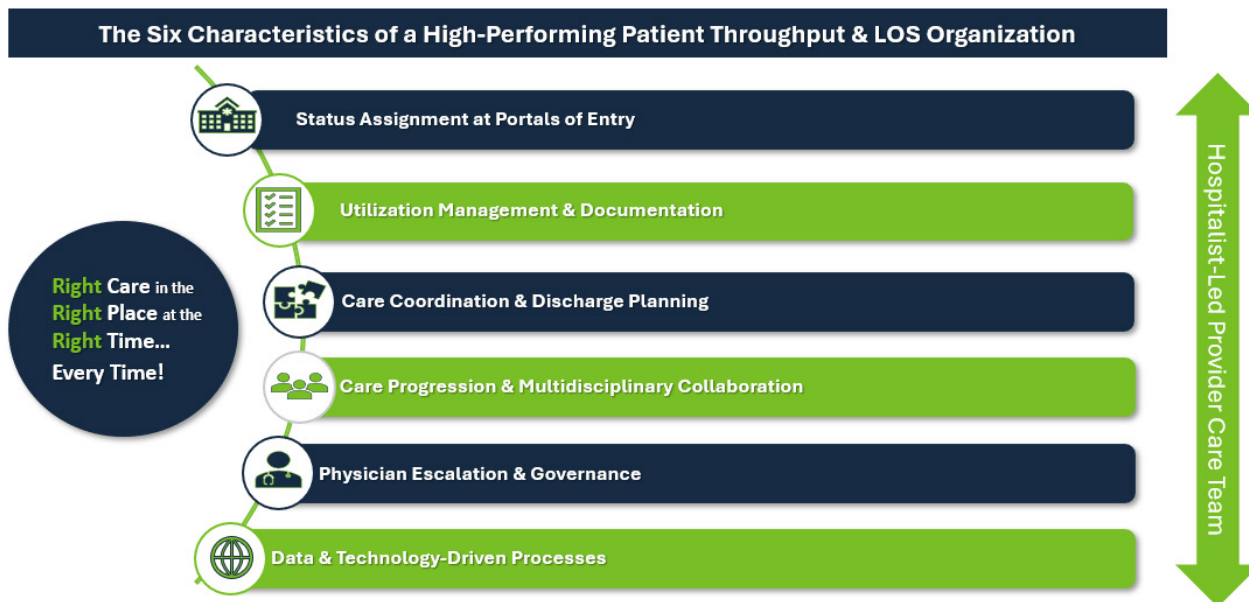 The Six Characteristics of a High-Performing Patient Throughput & LOS Organization
Status Assignment at Portals of Entry
Utilization Management & Documentation
Care Coordination & Discharge Planning
Care Progression & Multidisciplinary Collaboration
Physician Escalation & Governance
Data & Technology-Driven Processes
Right Care in the
Right Place at the
Right Time...
Every Time!
Hospitalist-Led Provider Care Team